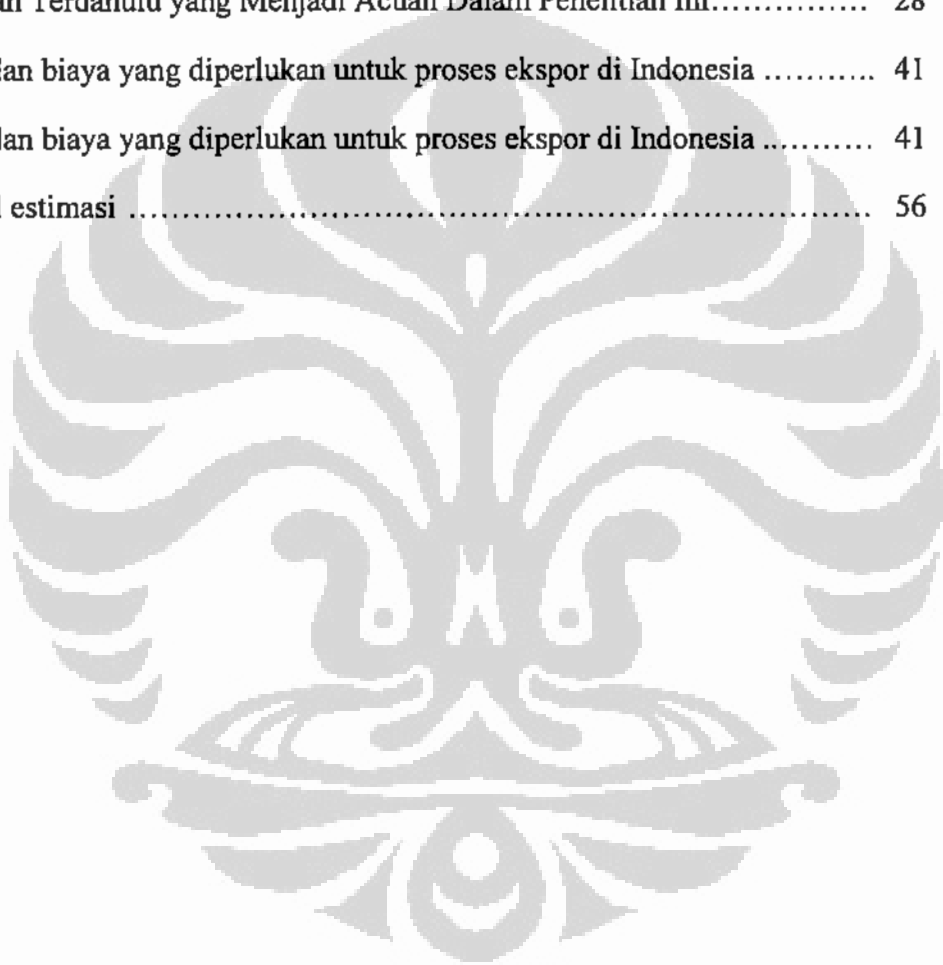 Terdahulu yang Menjadi Acuan Dalam Penelitian Ini............... 28
dan biaya yang diperlukan untuk proses ekspor di Indonesia ........... 41
dan biaya yang diperlukan untuk proses ekspor di Indonesia ........... 41
estimasi ........................................................................ 56